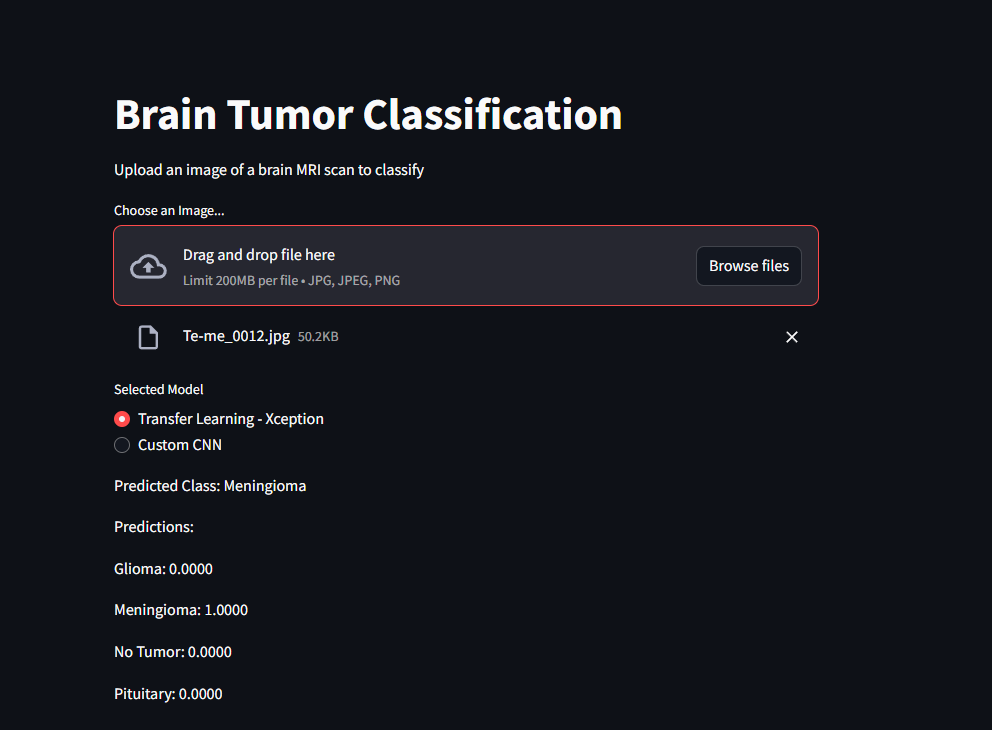 Brain Tumor Classification
Upload an image of a brain MRI scan to classify
Choose an Image...
Drag and drop file here
Limit 200MB per file • JPG, JPEG, PNG
Browse files
Te-me_0012.jpg 50.2KB
Selected Model
Transfer Learning - Xception
Custom CNN
Predicted Class: Meningioma
Predictions:
Glioma: 0.0000
Meningioma: 1.0000
No Tumor: 0.0000
Pituitary: 0.0000